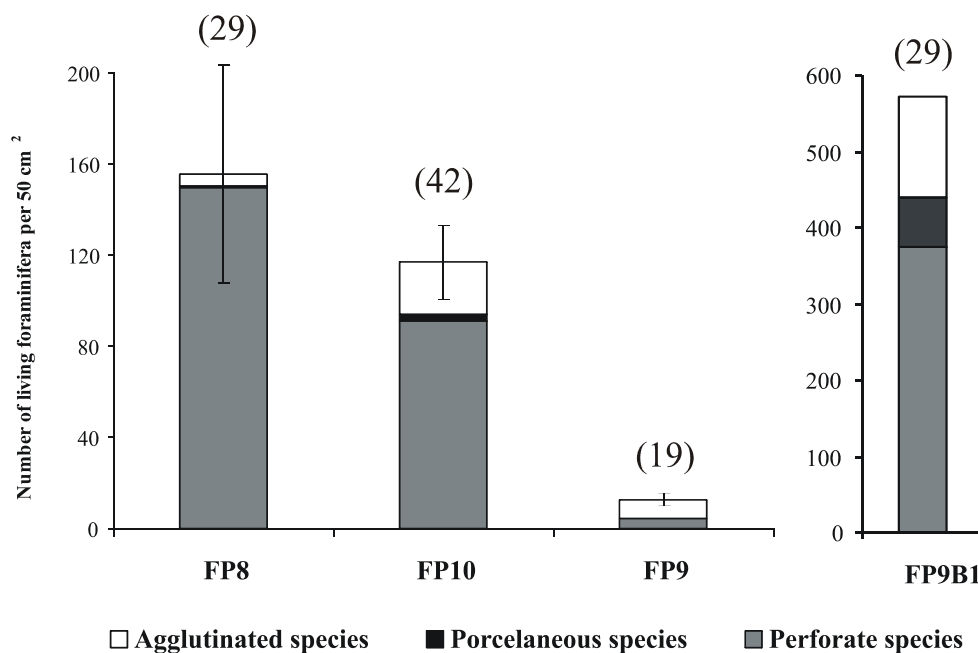 Number of living foraminifera per 50 cm 2
200
160
120
80
40
0
(29)
(42)
(19)
FP8
FP10
FP9
600
500
400
300
200
100
0
(29)
FP9B1
Agglutinated species
Porcelaneous species
Perforate species